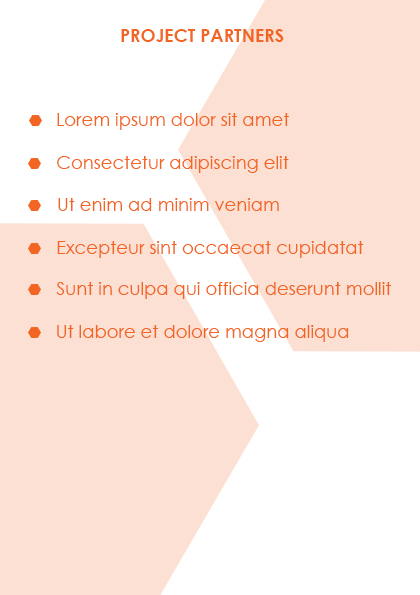 PROJECT PARTNERS
Lorem ipsum dolor sit amet
Consectetur adipiscing elit
Ut enim ad minim veniam
Excepteur sint occaecat cupidatat
Sunt in culpa qui officia deserunt mollit
Ut labore et dolore magna aliqua